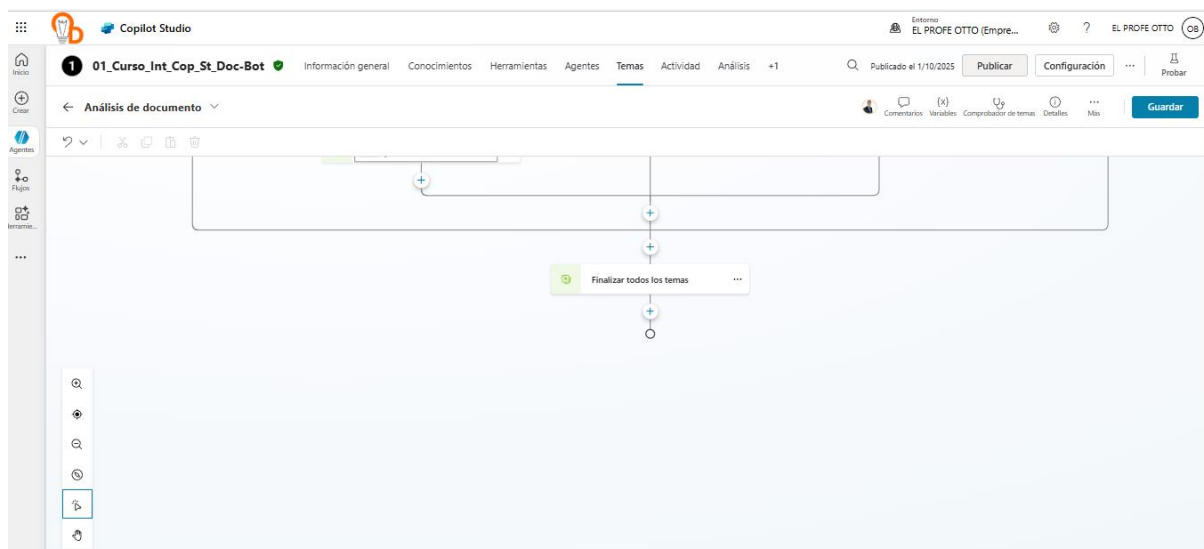 Copilot Studio
Entorno
EL PROFE OTTO (Empre...
EL PROFE OTTO
OB
Inicio
1
01_Curso_Int_Cop_St_Doc-Bot
Información general Conocimientos Herramientas Agentes Temas Actividad Análisis +1
Publicado el 1/10/2025
Publicar
Configuración
...
Probar
Crear
Análisis de documento
Comentarios
{x}
Variables
Comprobador de temas
Detalles
Más
Guardar
Agentes
Flujos
Finalizar todos los temas ...